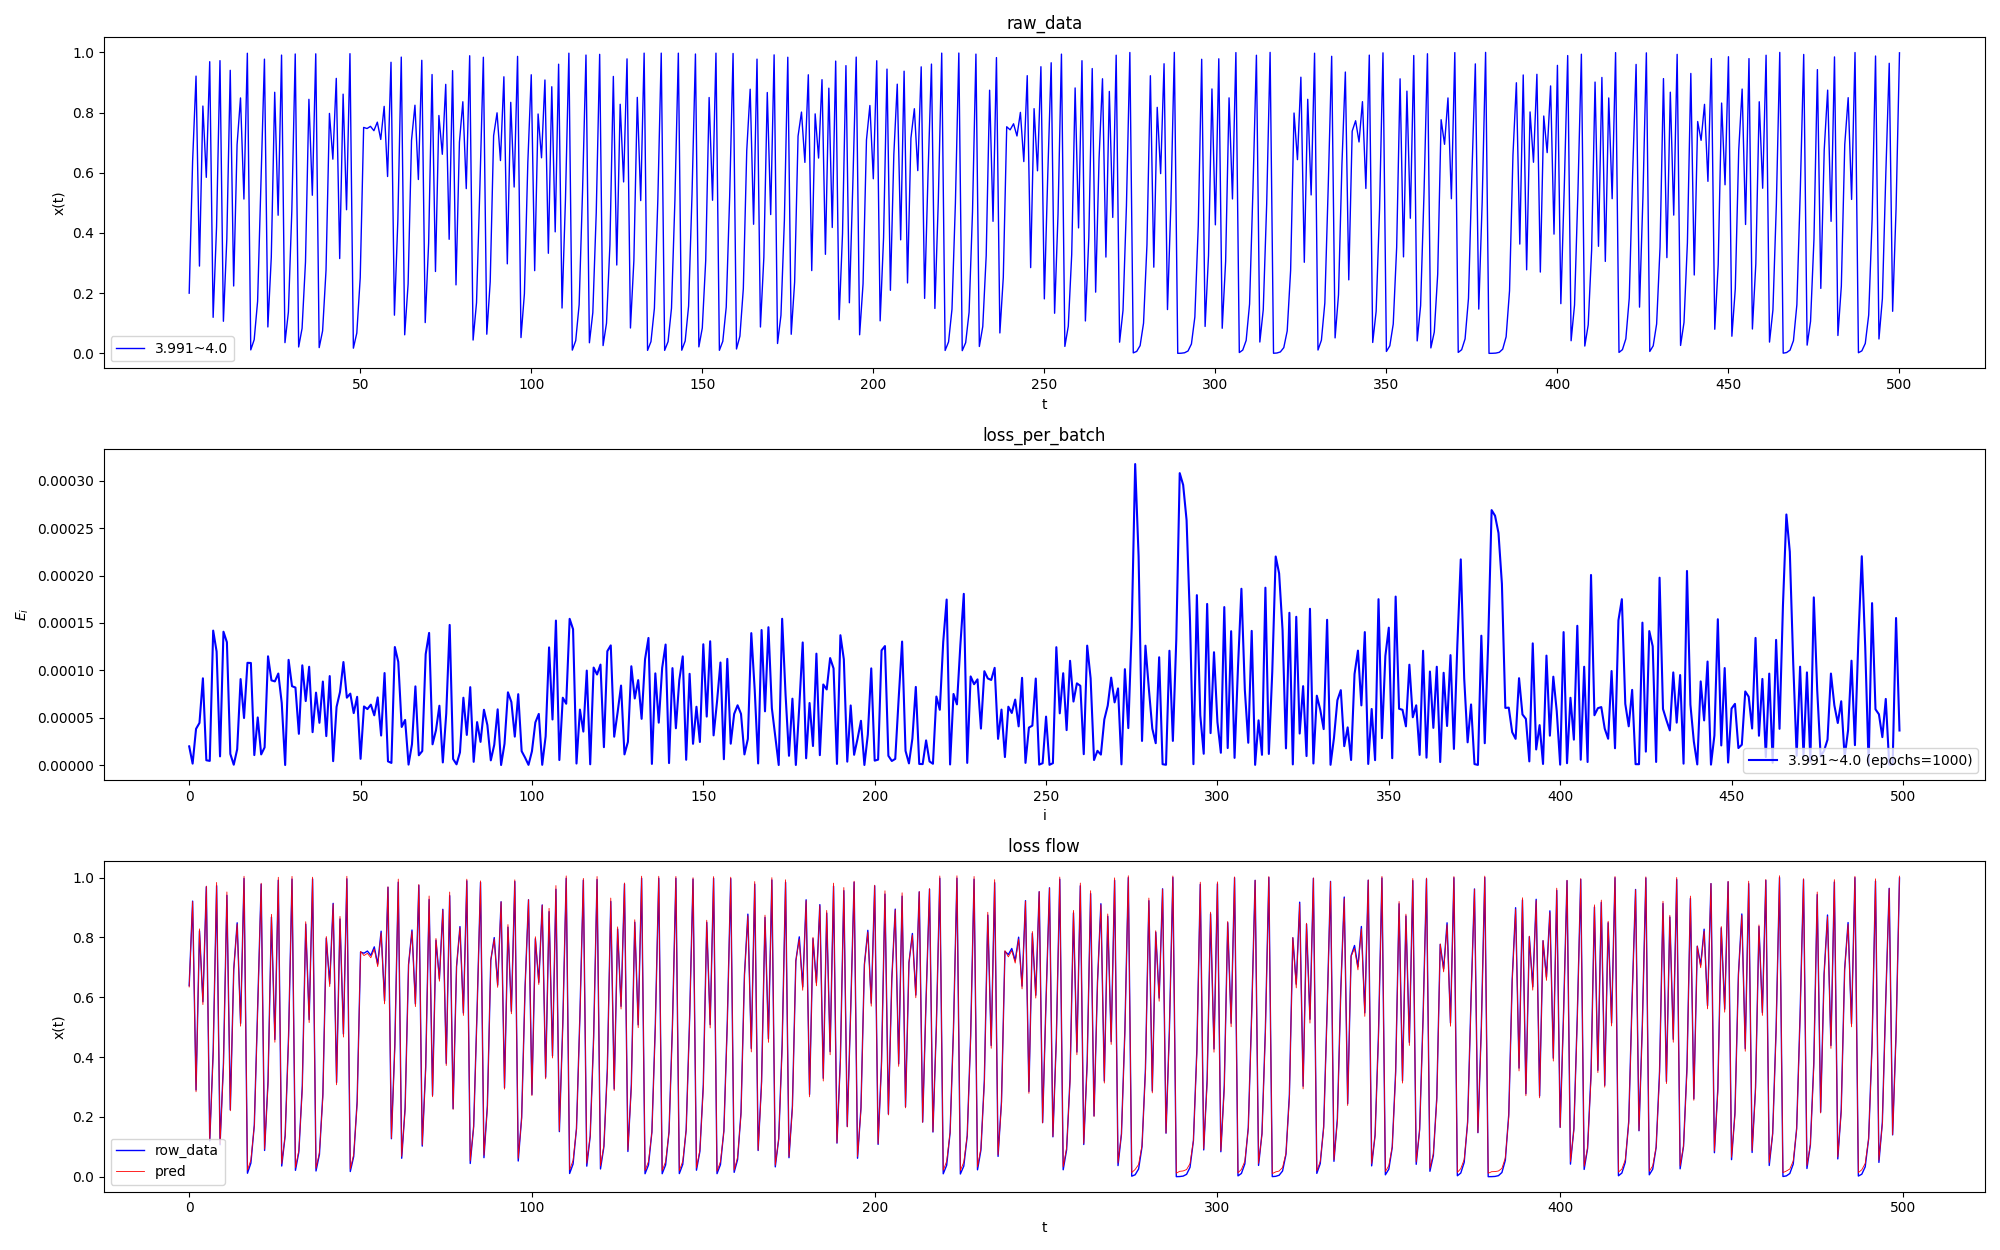 raw_data
1.0
0.8
0.6
0.4
0.2
0.0
x(t)
3.991~4.0
50 100 150 200 250 300 350 400 450 500
t
loss_per_batch
0.00030
0.00025
0.00020
0.00015
0.00010
0.00005
0.00000
E_i
3.991~4.0 (epochs=1000)
0 50 100 150 200 250 300 350 400 450 500
i
loss flow
1.0
0.8
0.6
0.4
0.2
0.0
x(t)
row_data
pred
0 100 200 300 400 500
t